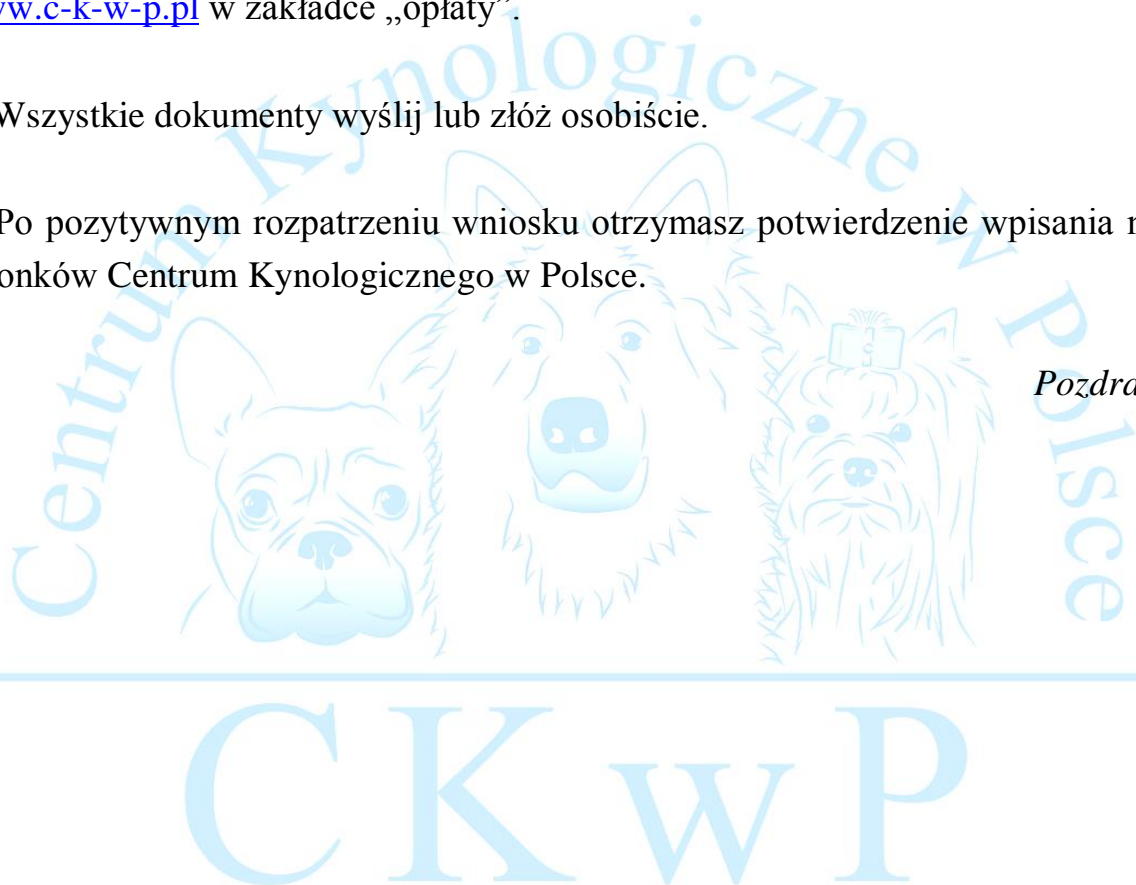 ww.c-k-w-p.pl w zakładce „opłaty”.
Wszystkie dokumenty wyślij lub złóż osobiście.
Po pozytywnym rozpatrzeniu wniosku otrzymasz potwierdzenie wpisania
onków Centrum Kynologicznego w Polsce.
Pozdra
Centrum Kynologiczne w Polsce
CKwP